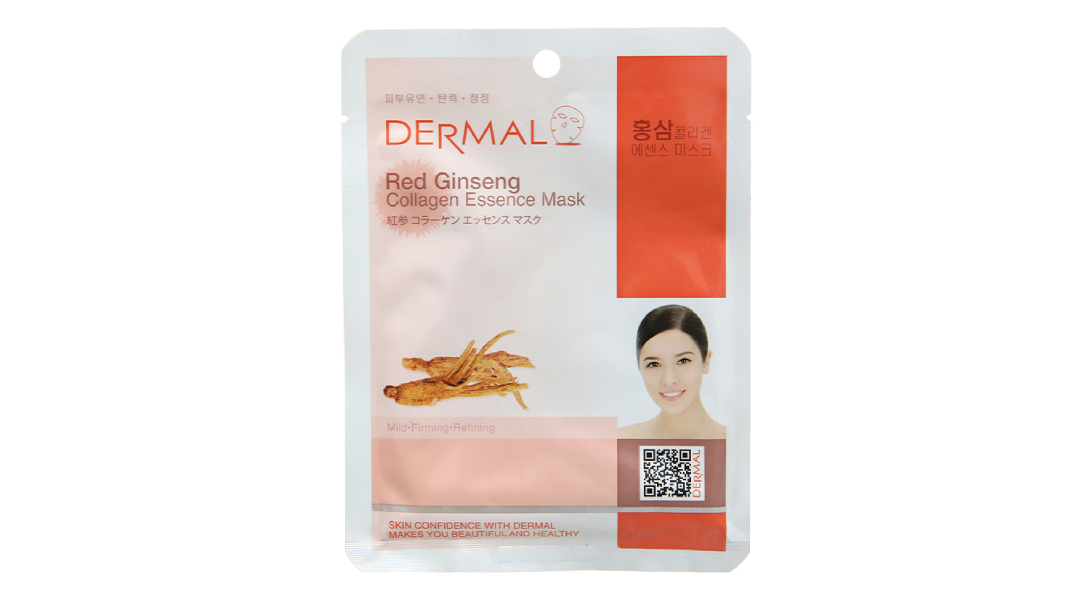 피부유연 • 탄력 • 청정
DERMAL
Red Ginseng
Collagen Essence Mask
紅参 コラーゲン エッセンス マスク
홍삼콜라겐
에센스 마스크
Mild•Firming•Refining
DERMAL
SKIN CONFIDENCE WITH DERMAL
MAKES YOU BEAUTIFUL AND HEALTHY